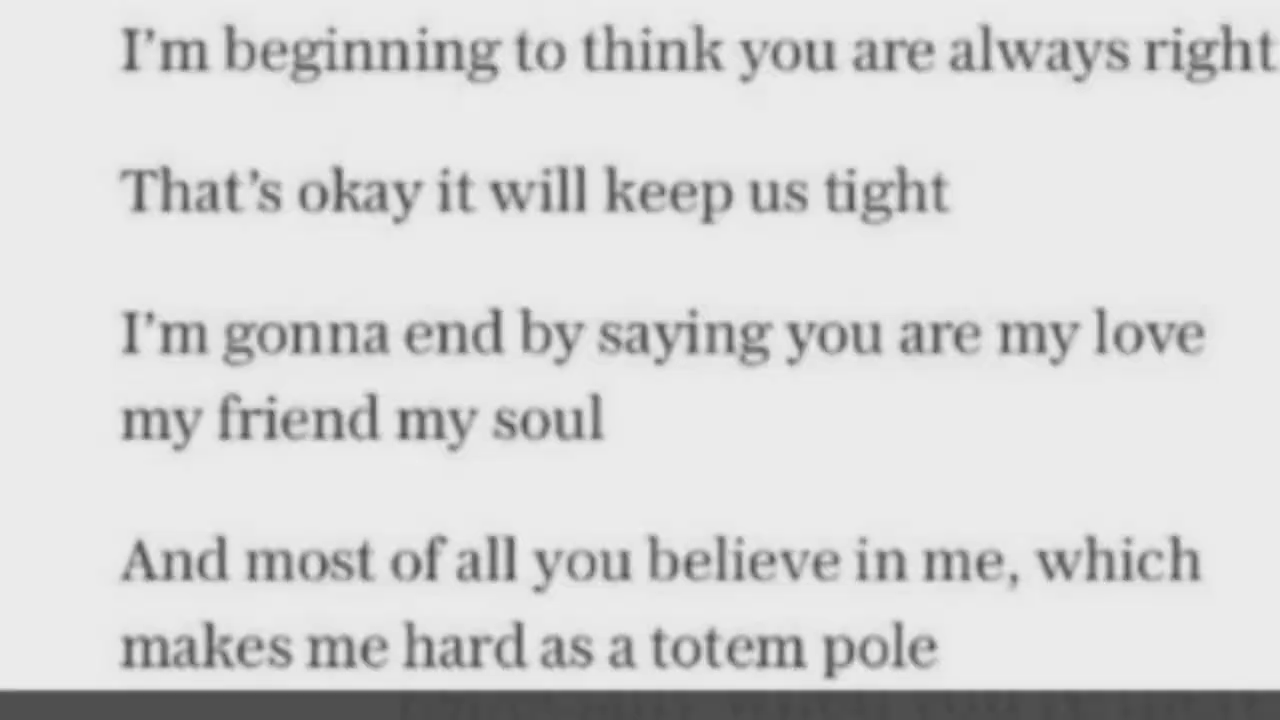 I'm beginning to think you are always right
That's okay it will keep us tight
I'm gonna end by saying you are my love
my friend my soul
And most of all you believe in me, which
makes me hard as a totem pole